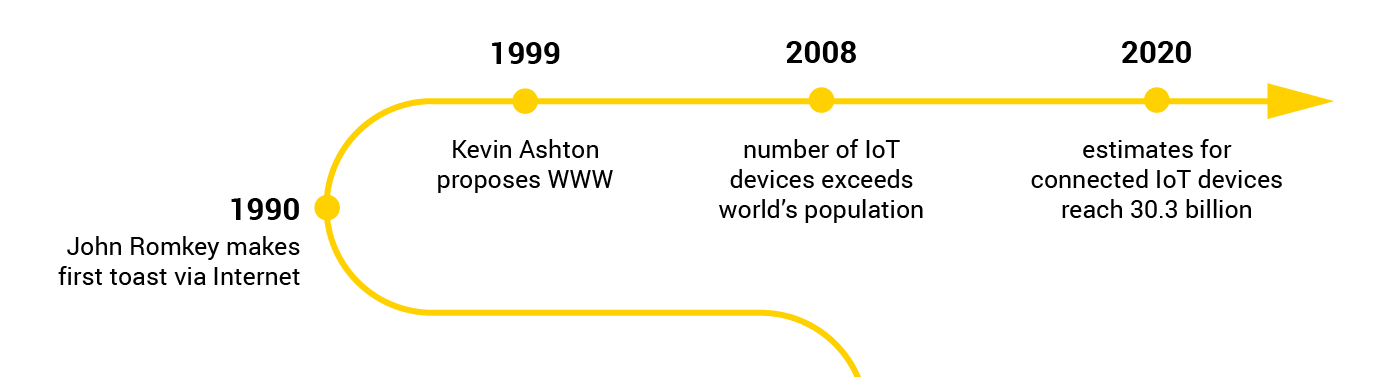 1999
Kevin Ashton
proposes WWW
2008
number of IoT
devices exceeds
world's population
2020
estimates for
connected IoT devices
reach 30.3 billion
1990
John Romkey makes
first toast via Internet